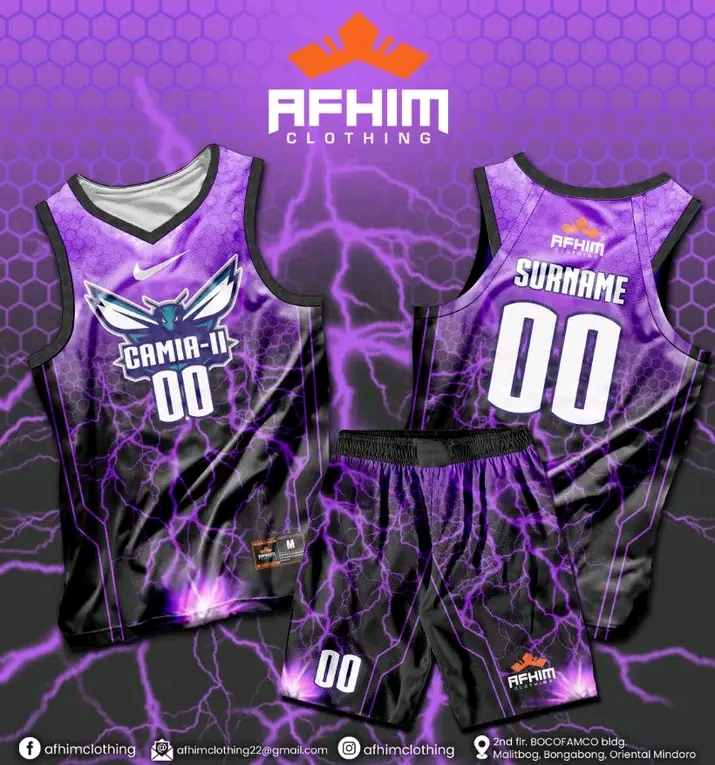 AFHIM
CLOTHING
AFHIM
CLOTHING
SURNAME
00
CAMIA-II
00
M
00
AFHIM
CLOTHING
afhimclothing
afhimclothing22@gmail.com
afhimclothing
2nd flr. BOCOFAMCO bldg.
Malitbog, Bongabong, Oriental Mindoro